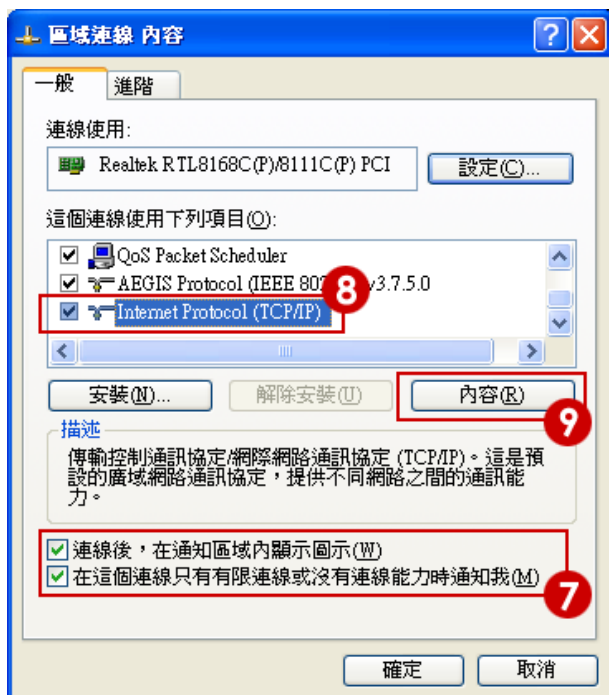 區域連線 內容
一般 進階
連線使用:
Realtek RTL8168C(P)/8111C(P) PCI 設定(C)...
這個連線使用下列項目(O):
QoS Packet Scheduler
AEGIS Protocol (IEEE 80 v3.7.5.0
8
Internet Protocol (TCP/IP)
安裝(N)... 解除安裝(U) 內容(R)
9
描述
傳輸控制通訊協定/網際網路通訊協定 (TCP/IP)。這是預
設的廣域網路通訊協定，提供不同網路之間的通訊能
力。
連線後，在通知區域內顯示圖示(W)
在這個連線只有有限連線或沒有連線能力時通知我(M)
7
確定 取消